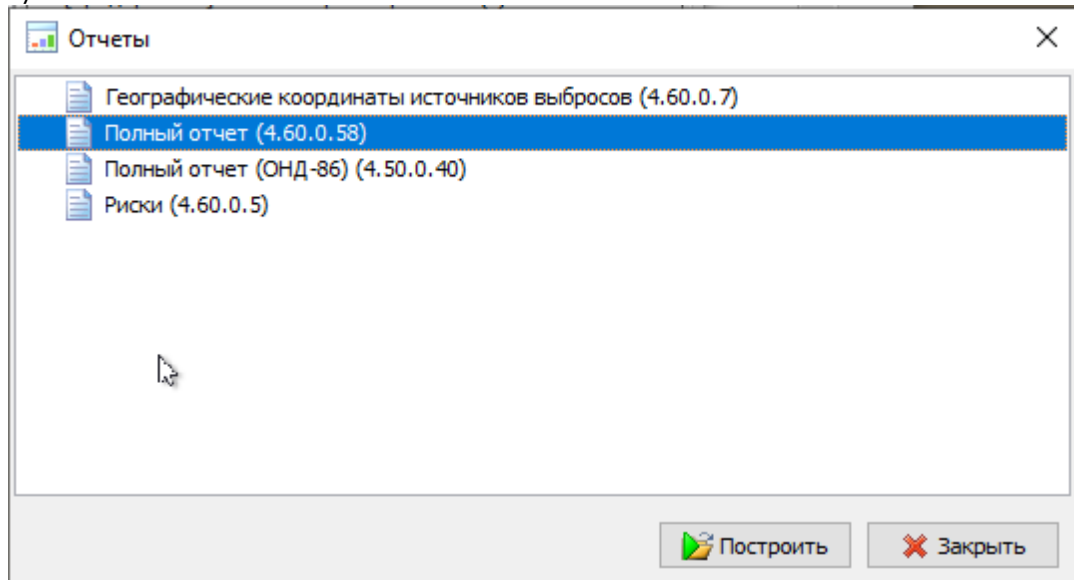 Отчеты
Географические координаты источников выбросов (4.60.0.7)
Полный отчет (4.60.0.58)
Полный отчет (ОНД-86) (4.50.0.40)
Риски (4.60.0.5)
Построить
Закрыть